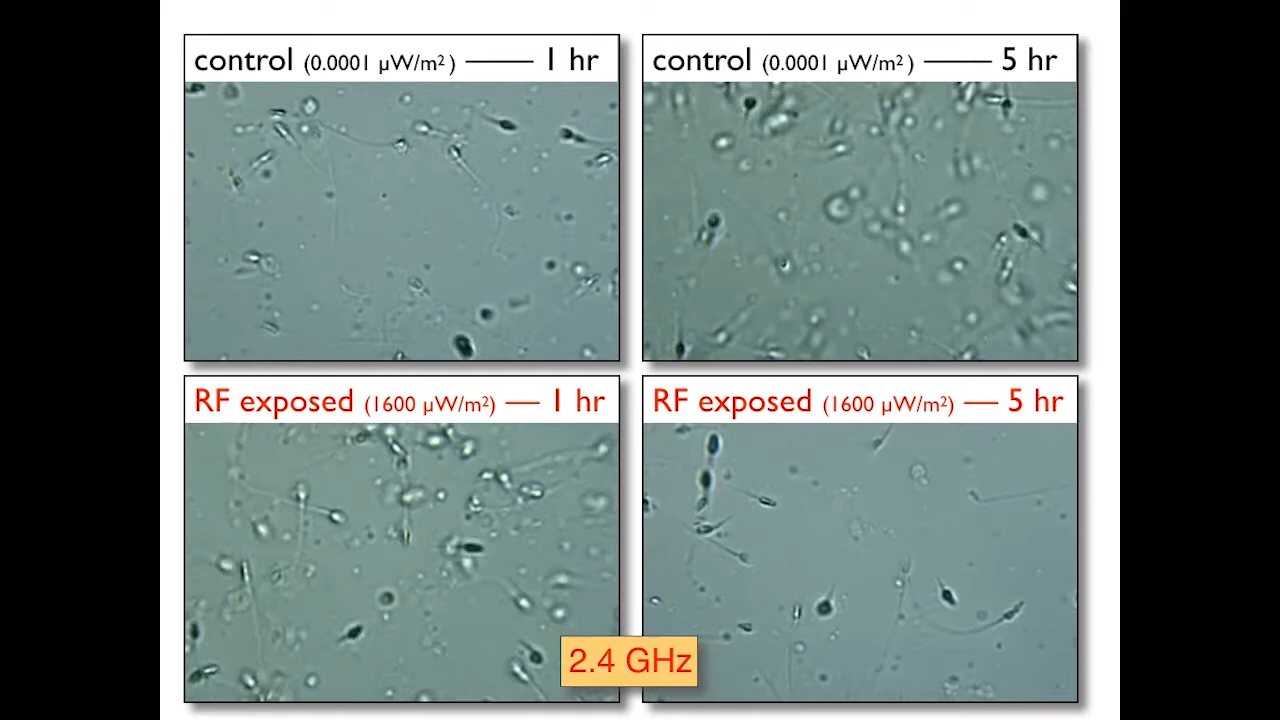 control (0.0001 µW/m²) —— 1 hr
control (0.0001 µW/m²) —— 5 hr
RF exposed (1600 µW/m²) — 1 hr
RF exposed (1600 µW/m²) — 5 hr
2.4 GHz